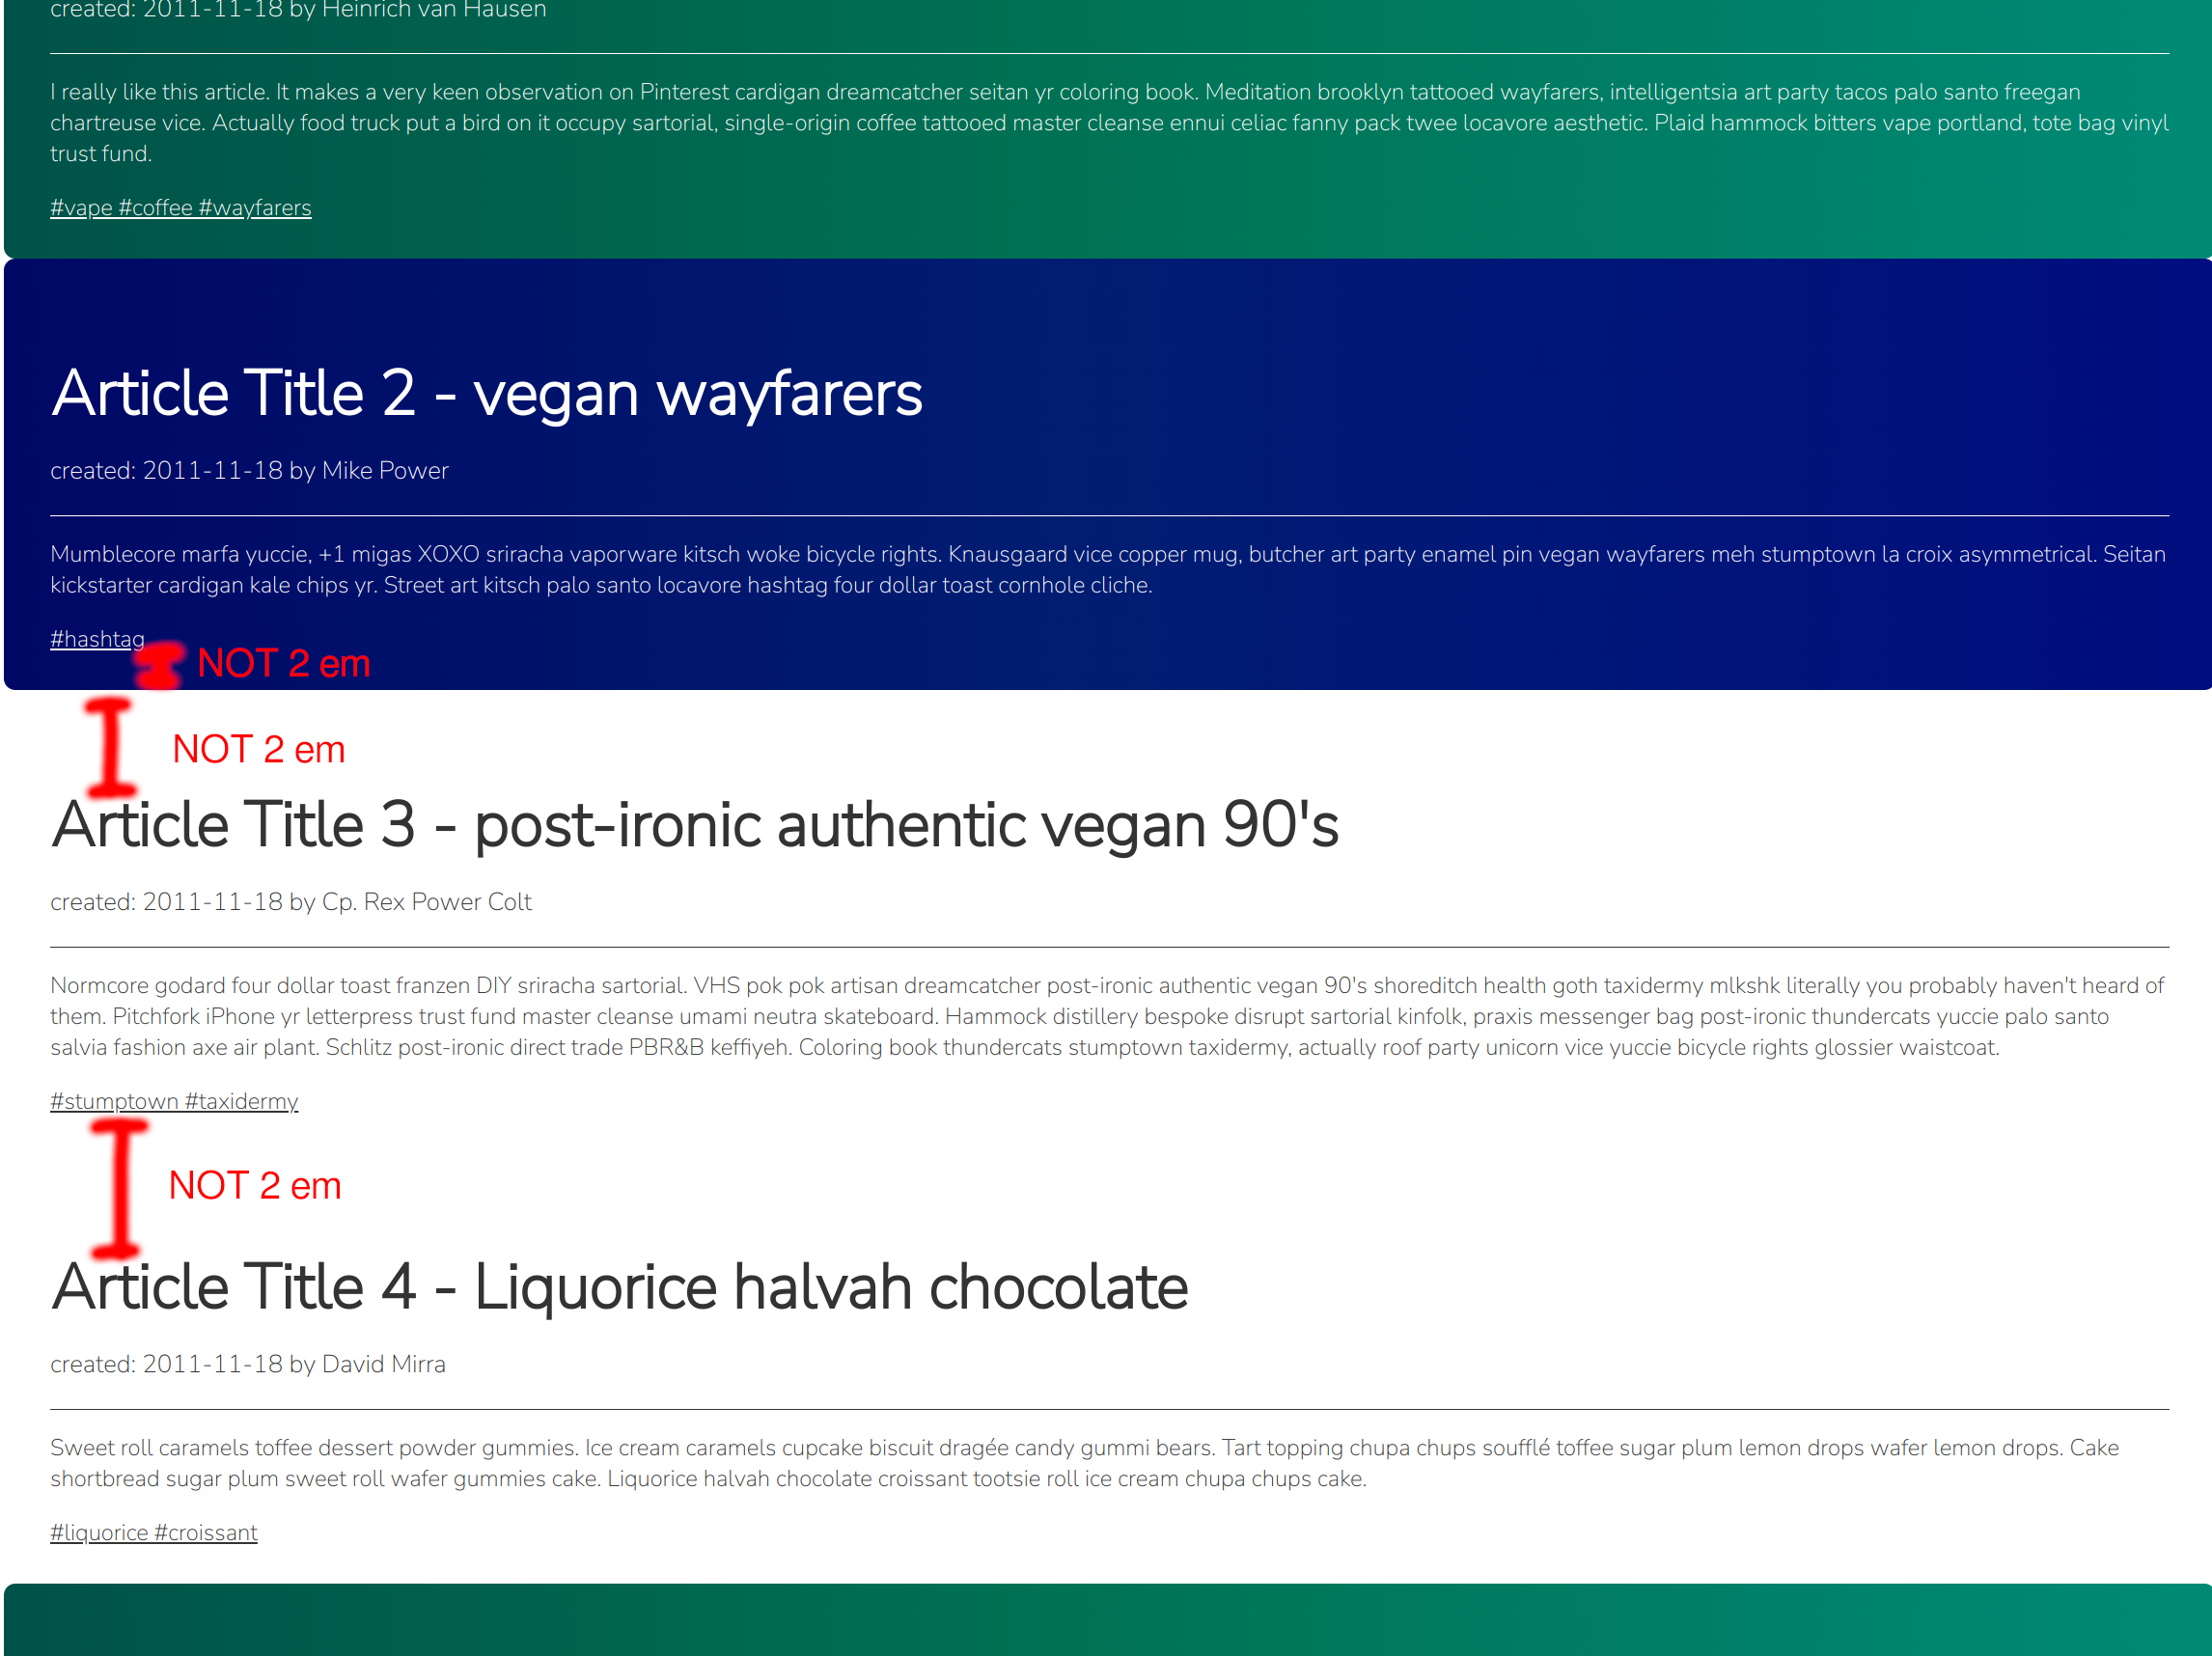 created: 2011-11-18 by Heinrich van Hausen
I really like this article. It makes a very keen observation on Pinterest cardigan dreamcatcher seitan yr coloring book. Meditation brooklyn tattooed wayfarers, intelligentsia art party tacos palo santo freegan
chartreuse vice. Actually food truck put a bird on it occupy sartorial, single-origin coffee tattooed master cleanse ennui celiac fanny pack twee locavore aesthetic. Plaid hammock bitters vape portland, tote bag vinyl
trust fund.
#vape #coffee #wayfarers
Article Title 2 - vegan wayfarers
created: 2011-11-18 by Mike Power
Mumblecore marfa yuccie, +1 migas XOXO sriracha vaporware kitsch woke bicycle rights. Knausgaard vice copper mug, butcher art party enamel pin vegan wayfarers meh stumptown la croix asymmetrical. Seitan
kickstarter cardigan kale chips yr. Street art kitsch palo santo locavore hashtag four dollar toast cornhole cliche.
#hashtag
NOT 2 em
NOT 2 em
Article Title 3 - post-ironic authentic vegan 90's
created: 2011-11-18 by Cp. Rex Power Colt
Normcore godard four dollar toast franzen DIY sriracha sartorial. VHS pok pok artisan dreamcatcher post-ironic authentic vegan 90's shoreditch health goth taxidermy mlkshk literally you probably haven't heard of
them. Pitchfork iPhone yr letterpress trust fund master cleanse umami neutra skateboard. Hammock distillery bespoke disrupt sartorial kinfolk, praxis messenger bag post-ironic thundercats yuccie palo santo
salvia fashion axe air plant. Schlitz post-ironic direct trade PBR&B keffiyeh. Coloring book thundercats stumptown taxidermy, actually roof party unicorn vice yuccie bicycle rights glossier waistcoat.
#stumptown #taxidermy
NOT 2 em
Article Title 4 - Liquorice halvah chocolate
created: 2011-11-18 by David Mirra
Sweet roll caramels toffee dessert powder gummies. Ice cream caramels cupcake biscuit dragée candy gummi bears. Tart topping chupa chups soufflé toffee sugar plum lemon drops wafer lemon drops. Cake
shortbread sugar plum sweet roll wafer gummies cake. Liquorice halvah chocolate croissant tootsie roll ice cream chupa chups cake.
#liquorice #croissant